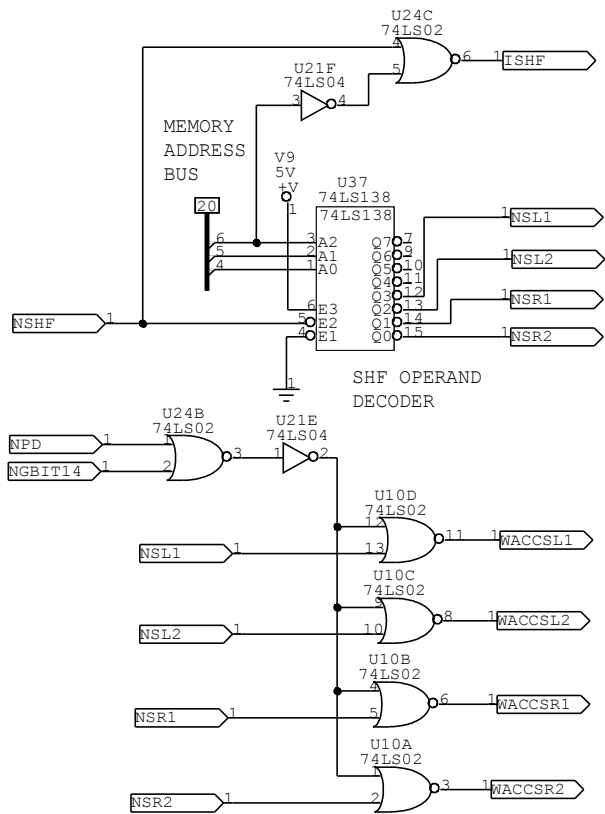 U24C
74LS02
4
5
6
1
ISHF
U21F
74LS04
3
4
MEMORY
ADDRESS
BUS
20
V9
5V
+V
1
U37
74LS138
74LS138
6
3
A2
5
2
A1
4
1
A0
6
E3
5
E2
4
E1
Q7
7
Q6
9
Q5
10
Q4
11
Q3
12
Q2
13
Q1
14
Q0
15
1
NSL1
1
NSL2
1
NSR1
1
NSR2
NSHF
1
1
SHF OPERAND
DECODER
U24B
74LS02
NPD
1
1
NGBIT14
1
2
3
U21E
74LS04
1
2
U10D
74LS02
12
13
11
1
WACCSL1
NSL1
1
U10C
74LS02
9
10
8
1
WACCSL2
NSL2
1
U10B
74LS02
4
5
6
1
WACCSR1
NSR1
1
U10A
74LS02
1
2
3
1
WACCSR2
NSR2
1